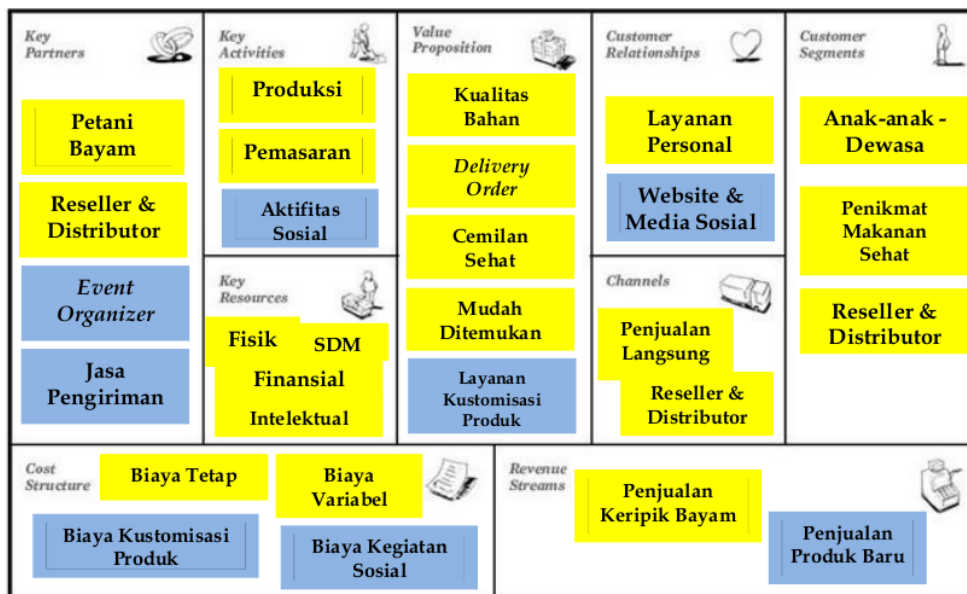 Key
Partners
Petani
Bayam
Reseller &
Distributor
Event
Organizer
Jasa
Pengiriman
Key
Activities
Produksi
Pemasaran
Aktifitas
Sosial
Key
Resources
Fisik
SDM
Finansial
Intelektual
Value
Proposition
Kualitas
Bahan
Delivery
Order
Cemilan
Sehat
Mudah
Ditemukan
Layanan
Kustomisasi
Produk
Customer
Relationships
Layanan
Personal
Website &
Media Sosial
Channels
Penjualan
Langsung
Reseller &
Distributor
Customer
Segments
Anak-anak -
Dewasa
Penikmat
Makanan
Sehat
Reseller &
Distributor
Cost
Structure
Biaya Tetap
Biaya
Variabel
Biaya Kustomisasi
Produk
Biaya Kegiatan
Sosial
Revenue
Streams
Penjualan
Keripik Bayam
Penjualan
Produk Baru